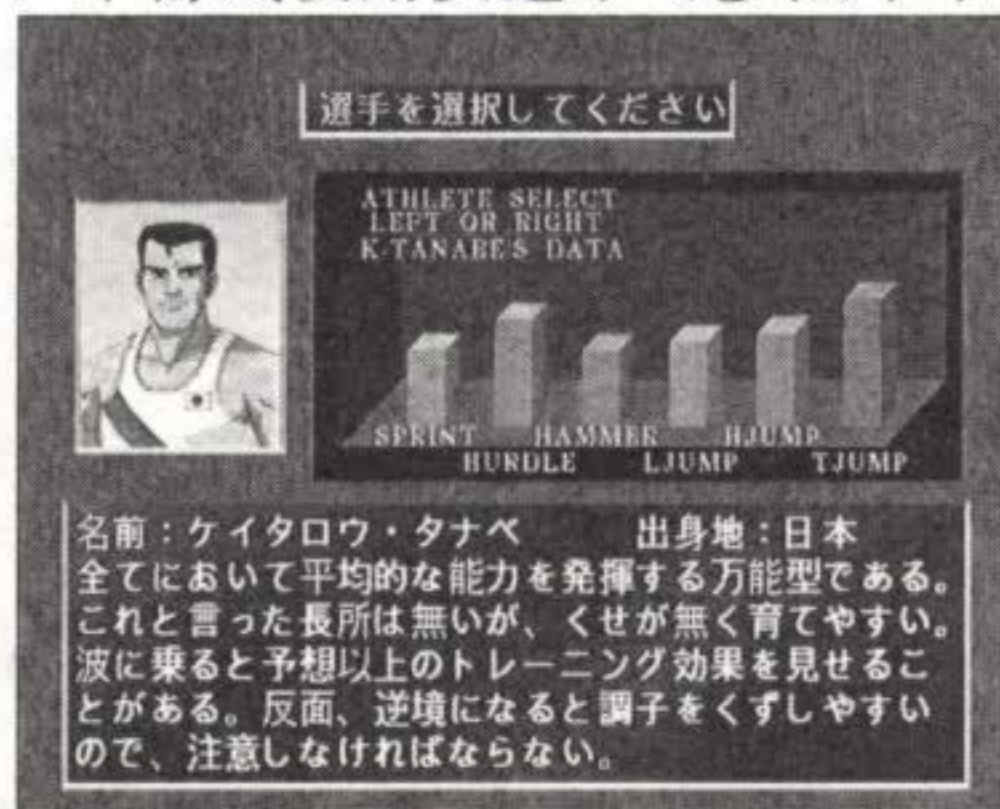 選手を選択してください
ATHLETE SELECT
LEFT OR RIGHT
K-TANABE'S DATA
SPRINT HAMMER HJUMP
HURDLE LJUMP TJUMP
名前：ケイタロウ・タナベ 出身地：日本
全てにおいて平均的な能力を発揮する万能型である。
これと言った長所は無いが、くせが無く育てやすい。
波に乗ると予想以上のトレーニング効果を見せるこ
とがある。反面、逆境になると調子をくずしやすい
ので、注意しなければならない。